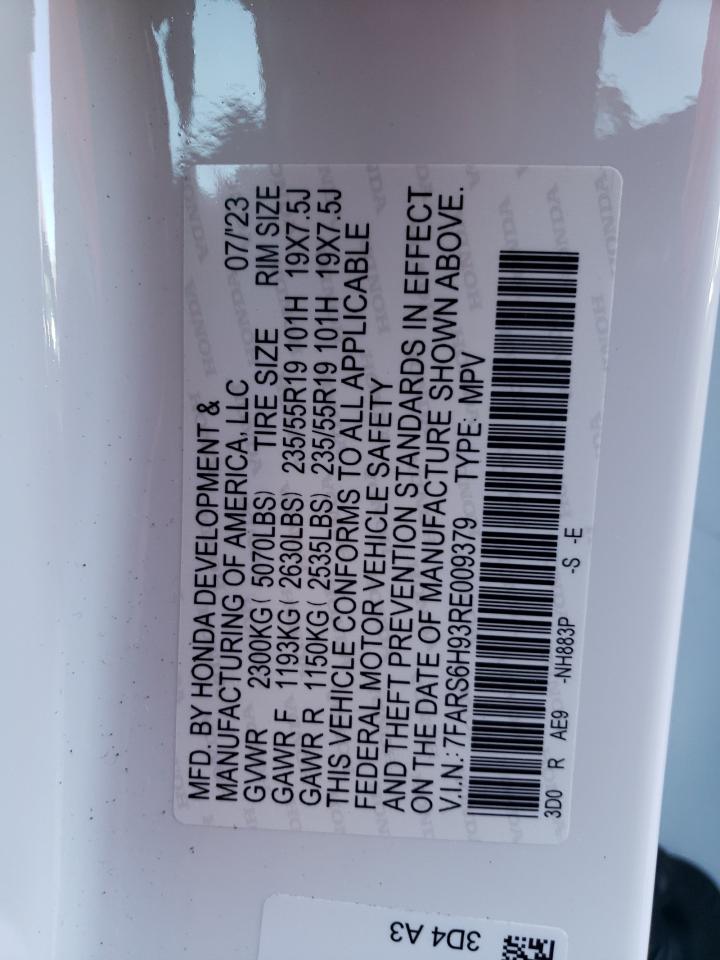 MFD. BY HONDA DEVELOPMENT &
MANUFACTURING OF AMERICA, LLC 07/'23
GVWR 2300KG ( 5070LBS) TIRE SIZE RIM SIZE
GAWR F 1193KG ( 2630LBS) 235/55R19 101H 19X7.5J
GAWR R 1150KG ( 2535LBS) 235/55R19 101H 19X7.5J
THIS VEHICLE CONFORMS TO ALL APPLICABLE
FEDERAL MOTOR VEHICLE SAFETY
AND THEFT PREVENTION STANDARDS IN EFFECT
ON THE DATE OF MANUFACTURE SHOWN ABOVE.
V.I.N.: 7FARS6H93RE009379 TYPE: MPV
3D0 R AE9 -NH883P -S -E
3D4 A3